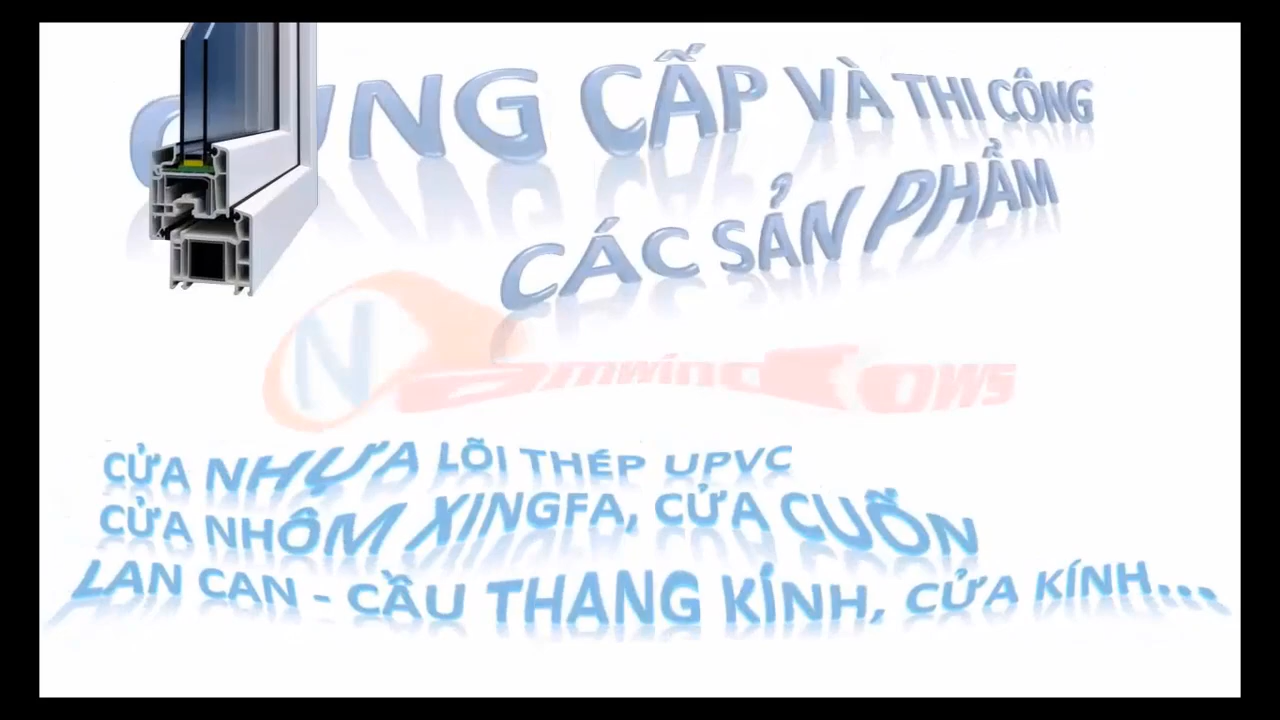 CUNG CẤP VÀ THI CÔNG
CÁC SẢN PHẨM
Namwindows
CỬA NHỰA LÕI THÉP UPVC
CỬA NHÔM XINGFA, CỬA CUỐN
LAN CAN - CẦU THANG KÍNH, CỬA KÍNH...